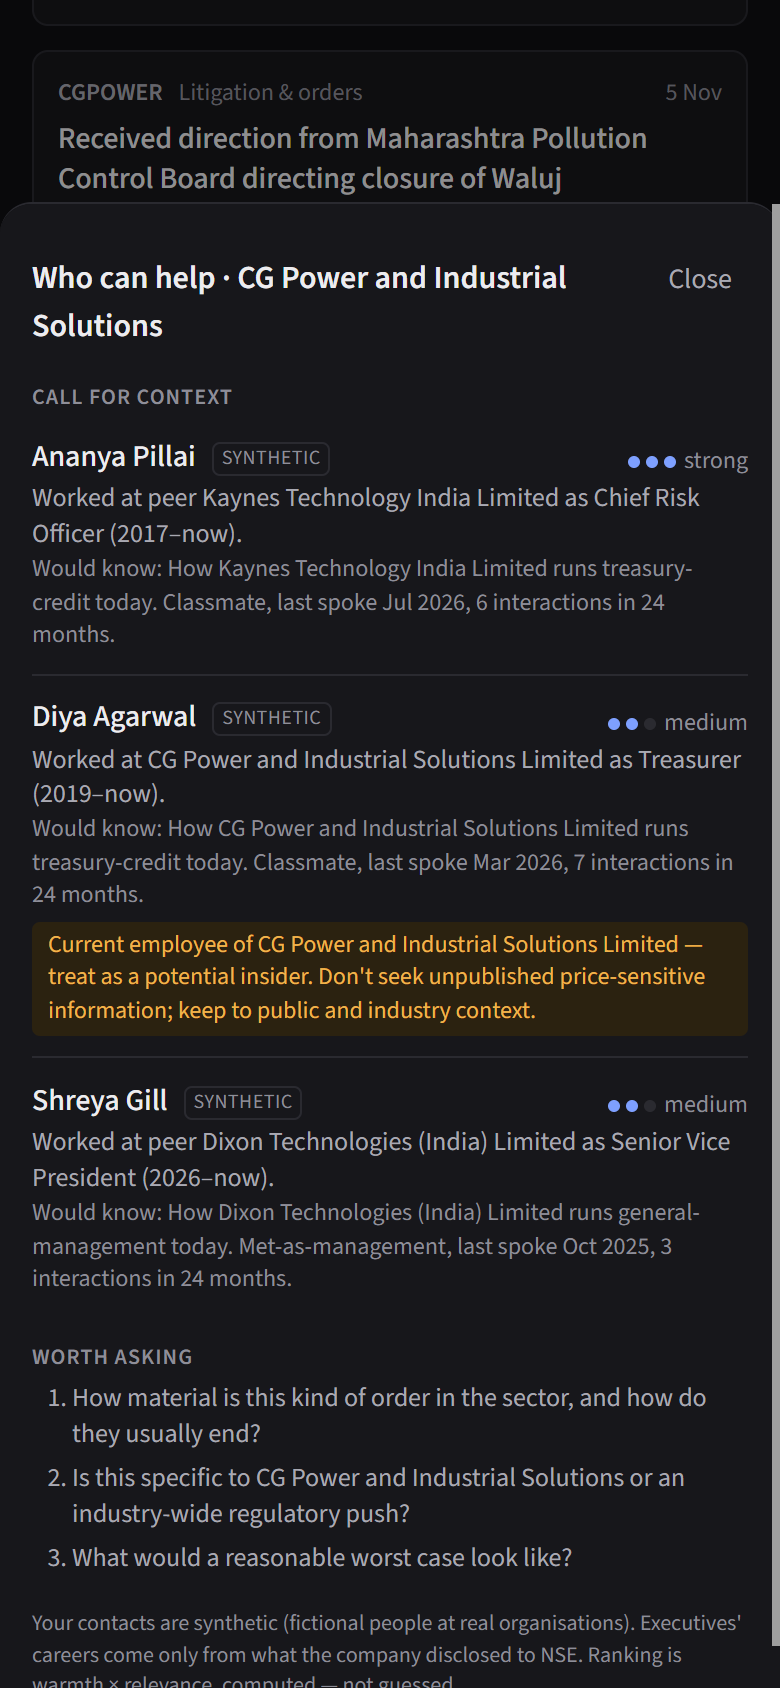 CGPOWER Litigation & orders 5 Nov
Received direction from Maharashtra Pollution
Control Board directing closure of Waluj
Who can help · CG Power and Industrial
Solutions
Close
CALL FOR CONTEXT
Ananya Pillai SYNTHETIC strong
Worked at peer Kaynes Technology India Limited as Chief Risk
Officer (2017–now).
Would know: How Kaynes Technology India Limited runs treasury-
credit today. Classmate, last spoke Jul 2026, 6 interactions in 24
months.
Diya Agarwal SYNTHETIC medium
Worked at CG Power and Industrial Solutions Limited as Treasurer
(2019–now).
Would know: How CG Power and Industrial Solutions Limited runs
treasury-credit today. Classmate, last spoke Mar 2026, 7 interactions in
24 months.
Current employee of CG Power and Industrial Solutions Limited —
treat as a potential insider. Don't seek unpublished price-sensitive
information; keep to public and industry context.
Shreya Gill SYNTHETIC medium
Worked at peer Dixon Technologies (India) Limited as Senior Vice
President (2026–now).
Would know: How Dixon Technologies (India) Limited runs general-
management today. Met-as-management, last spoke Oct 2025, 3
interactions in 24 months.
WORTH ASKING
1. How material is this kind of order in the sector, and how do
they usually end?
2. Is this specific to CG Power and Industrial Solutions or an
industry-wide regulatory push?
3. What would a reasonable worst case look like?
Your contacts are synthetic (fictional people at real organisations). Executives'
careers come only from what the company disclosed to NSE. Ranking is
warmth × relevance, computed — not guessed.